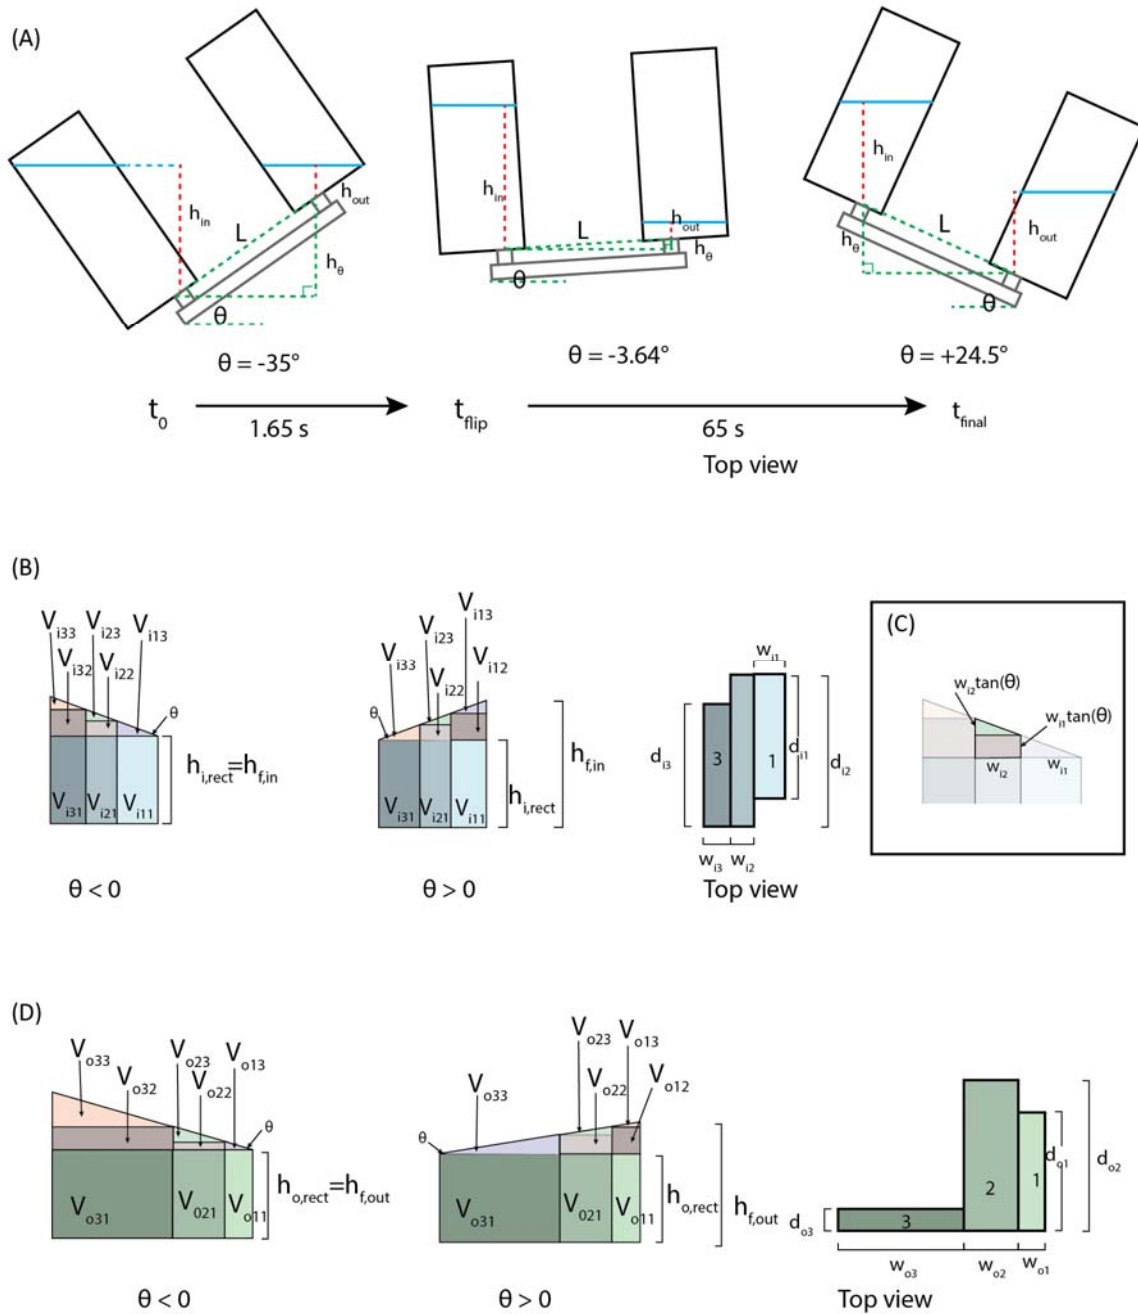 (A)
h_in
L
h_out
h_θ
θ
θ = -35°
h_in
L
h_out
h_θ
θ
θ = -3.64°
h_in
L
h_θ
h_out
θ
θ = +24.5°
t_0
1.65 s
t_flip
65 s
t_final
Top view
(B)
V_i33
V_i23
V_i13
V_i32
V_i22
θ
h_i,rect=h_f,in
V_i31
V_i21
V_i11
θ < 0
V_i13
V_i23
V_i33
V_i12
V_i22
θ
h_f,in
h_i,rect
V_i31
V_i21
V_i11
θ > 0
w_i1
d_i3
3
1
d_i1
d_i2
w_i3
w_i2
Top view
(C)
w_i2tan(θ)
w_i1tan(θ)
w_i2
w_i1
(D)
V_o33
V_o23
V_o13
V_o32
V_o22
θ
h_o,rect=h_f,out
V_o31
V_021
V_o11
θ < 0
V_o23
V_o13
V_o33
V_o22
V_o12
θ
h_o,rect
h_f,out
V_o31
V_021
V_o11
θ > 0
d_o3
3
2
1
d_o1
d_o2
w_o3
w_o2
w_o1
Top view